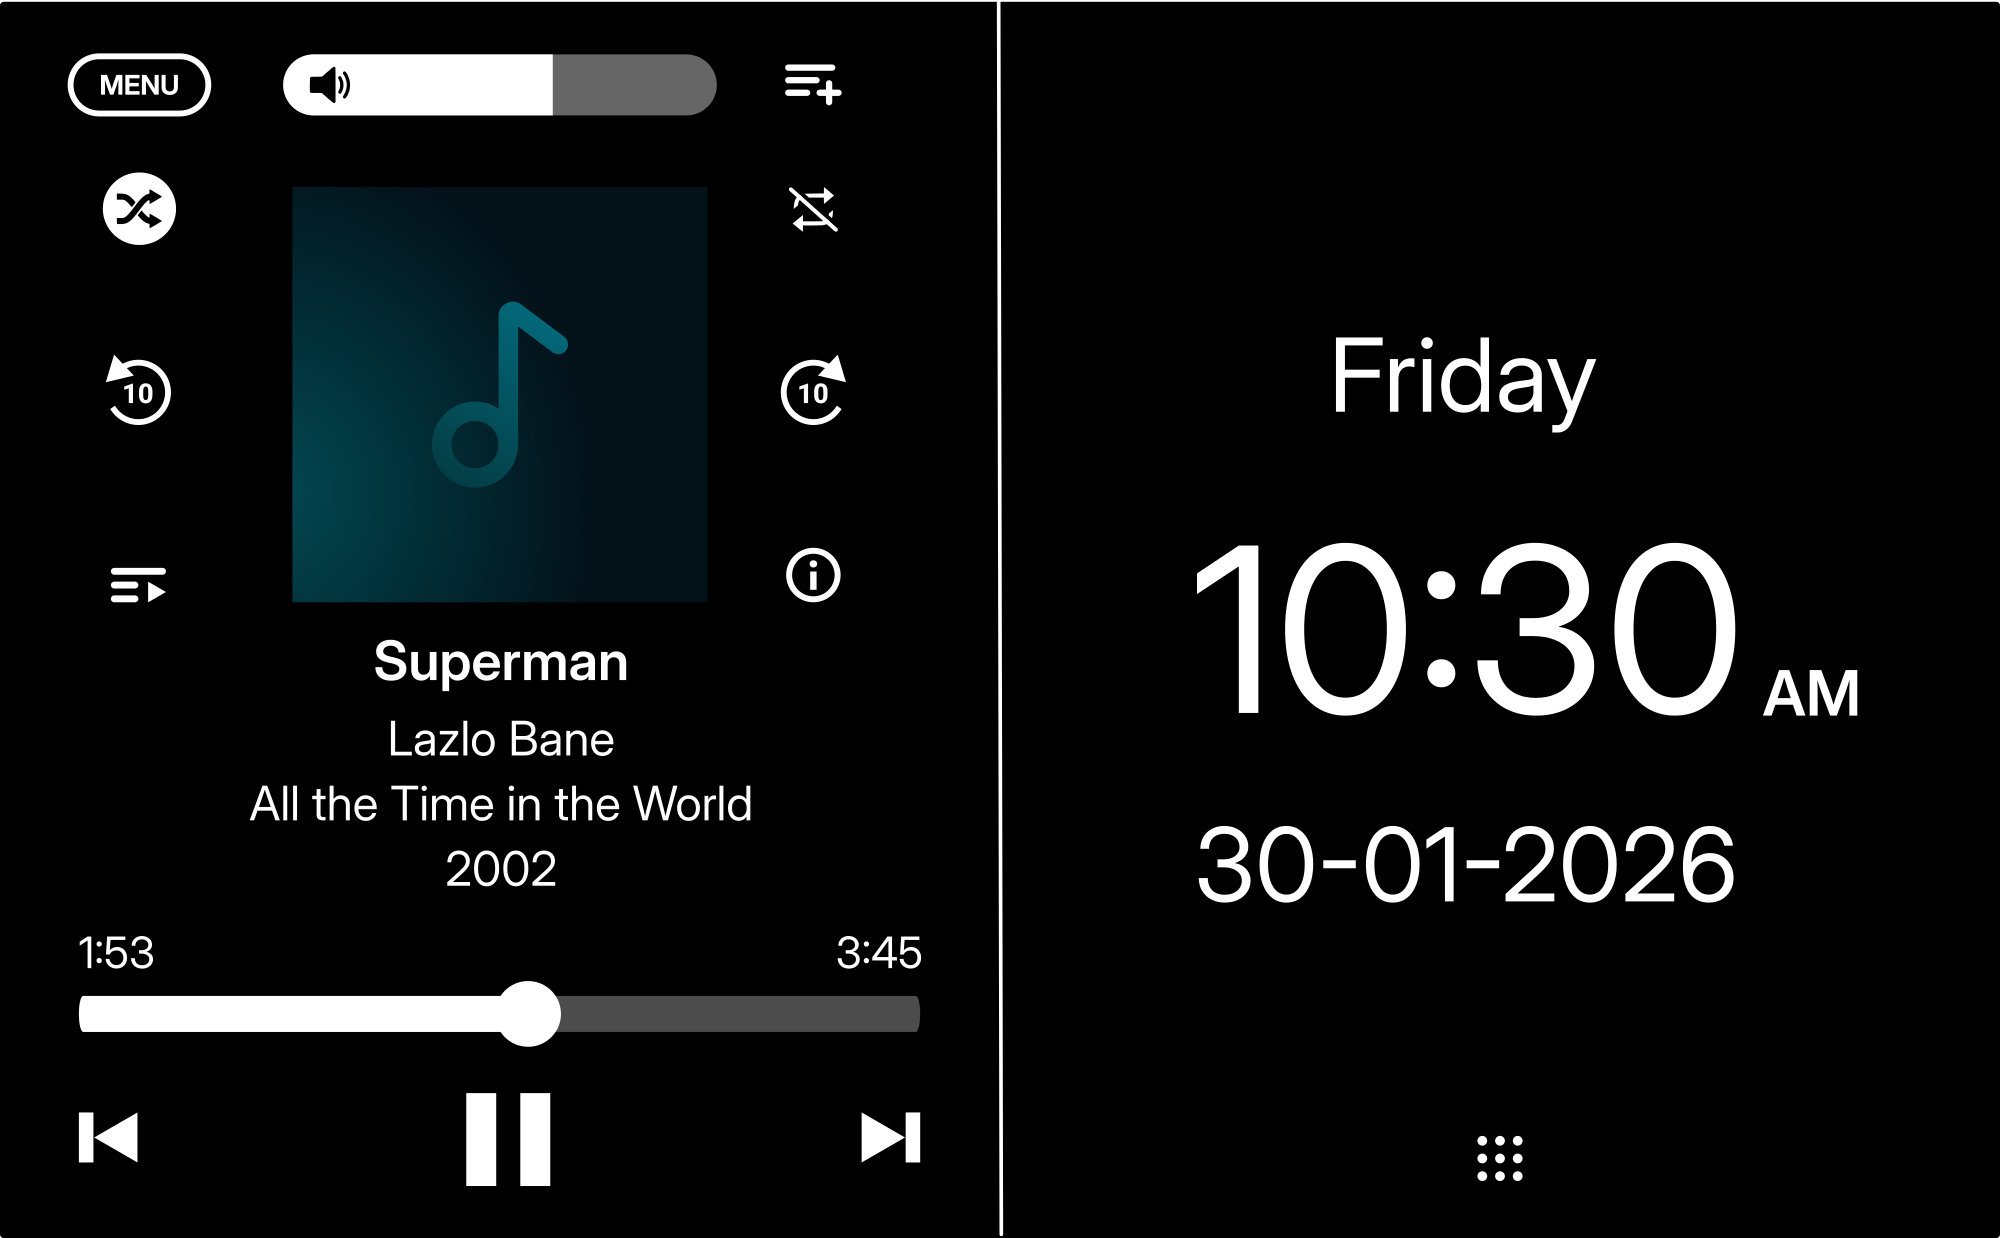 MENU
10
10
Superman
Lazlo Bane
All the Time in the World
2002
1:53
3:45
Friday
10:30 AM
30-01-2026